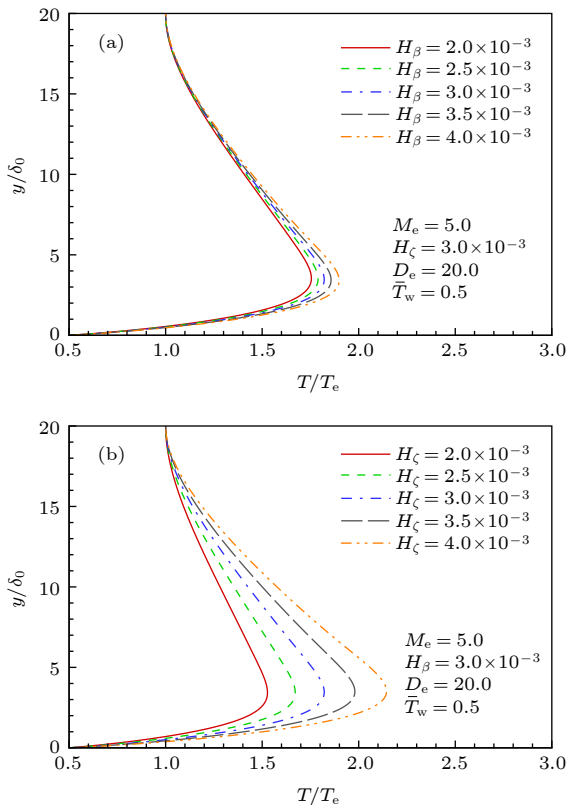 (a)
H_β = 2.0×10⁻³
H_β = 2.5×10⁻³
H_β = 3.0×10⁻³
H_β = 3.5×10⁻³
H_β = 4.0×10⁻³
M_e = 5.0
H_ζ = 3.0×10⁻³
D_e = 20.0
T̄_w = 0.5
20
15
10
5
0
y/δ₀
0.5 1.0 1.5 2.0 2.5 3.0
T/T_e
(b)
H_ζ = 2.0×10⁻³
H_ζ = 2.5×10⁻³
H_ζ = 3.0×10⁻³
H_ζ = 3.5×10⁻³
H_ζ = 4.0×10⁻³
M_e = 5.0
H_β = 3.0×10⁻³
D_e = 20.0
T̄_w = 0.5
20
15
10
5
0
y/δ₀
0.5 1.0 1.5 2.0 2.5 3.0
T/T_e